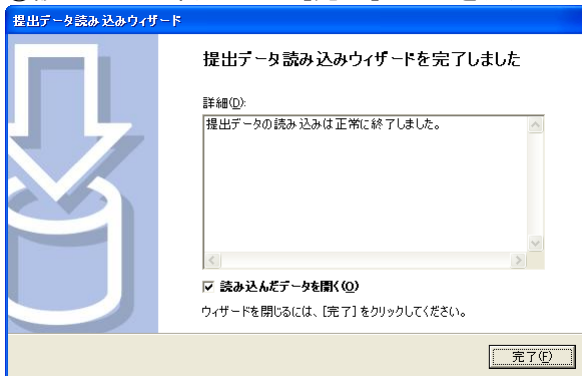 提出データ読み込みウィザード
提出データ読み込みウィザードを完了しました
詳細(D):
提出データの読み込みは正常に終了しました。
読み込んだデータを開く(O)
ウィザードを閉じるには、[完了]をクリックしてください。
完了(F)